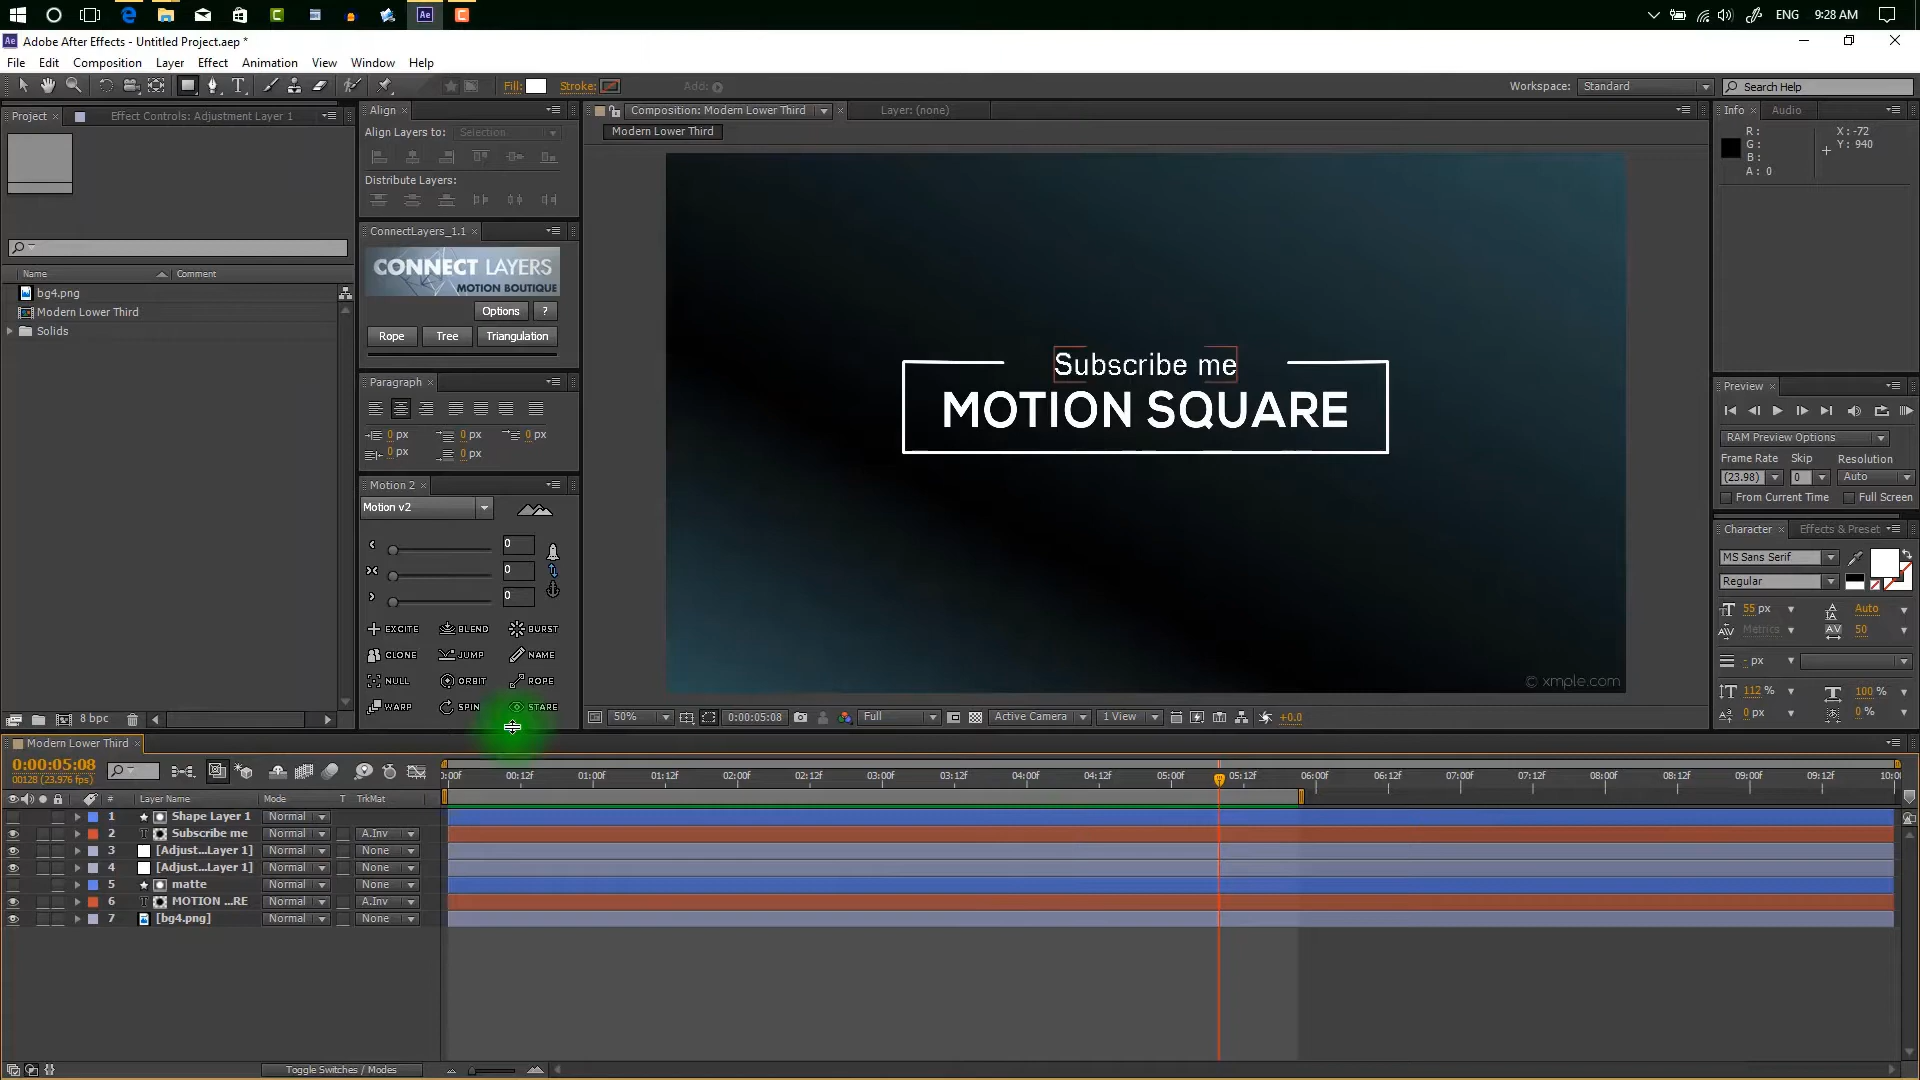 ENG
9:28 AM
Ae
Adobe After Effects - Untitled Project.aep *
File Edit Composition Layer Effect Animation View Window Help
Fill: Stroke: Add:
Workspace: Standard
Search Help
Project
Effect Controls: Adjustment Layer 1
Name Comment
bg4.png
Modern Lower Third
Solids
8 bpc
Align
Align Layers to: Selection
Distribute Layers:
ConnectLayers_1.1
CONNECT LAYERS
MOTION BOUTIQUE
Options ?
Rope Tree Triangulation
Paragraph
0 px 0 px 0 px
0 px 0 px
Motion 2
Motion v2
0
0
0
EXCITE BLEND BURST
CLONE JUMP NAME
NULL ORBIT ROPE
WARP SPIN STARE
Composition: Modern Lower Third
Layer: (none)
Modern Lower Third
Subscribe me
MOTION SQUARE
© xmple.com
50% 0:00:05:08 Full Active Camera 1 View +0.0
Info Audio
R: X: -72
G: Y: 940
B:
A: 0
Preview
RAM Preview Options
Frame Rate Skip Resolution
(23.98) 0 Auto
From Current Time Full Screen
Character Effects & Preset
MS Sans Serif
Regular
55 px Auto
Metrics 50
- px
112 % 100 %
0 px 0 %
Modern Lower Third
0:00:05:08
00128 (23.976 fps)
:00f 00:12f 01:00f 01:12f 02:00f 02:12f 03:00f 03:12f 04:00f 04:12f 05:00f 05:12f 06:00f 06:12f 07:00f 07:12f 08:00f 08:12f 09:00f 09:12f 10:0
# Layer Name Mode T TrkMat
1 Shape Layer 1 Normal
2 T Subscribe me Normal A.Inv
3 [Adjust...Layer 1] Normal None
4 [Adjust...Layer 1] Normal None
5 matte Normal None
6 T MOTION ...RE Normal A.Inv
7 [bg4.png] Normal None
Toggle Switches / Modes